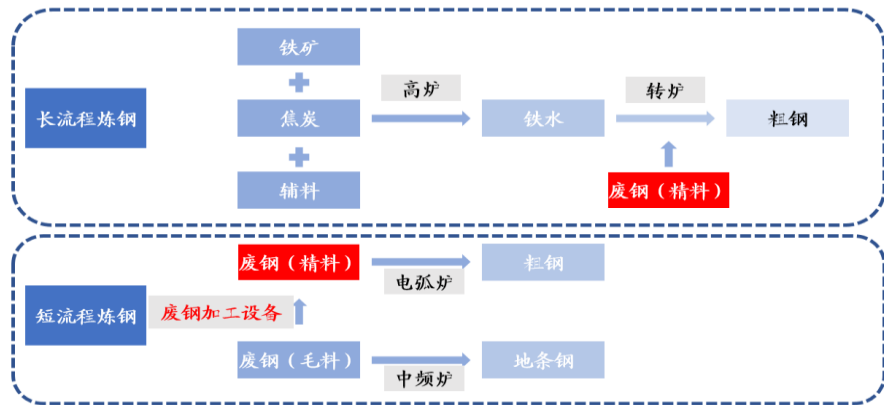 铁矿
高炉
转炉
长流程炼钢
焦炭
铁水
粗钢
辅料
废钢（精料）
废钢（精料）
粗钢
电弧炉
短流程炼钢
废钢加工设备
废钢（毛料）
地条钢
中频炉